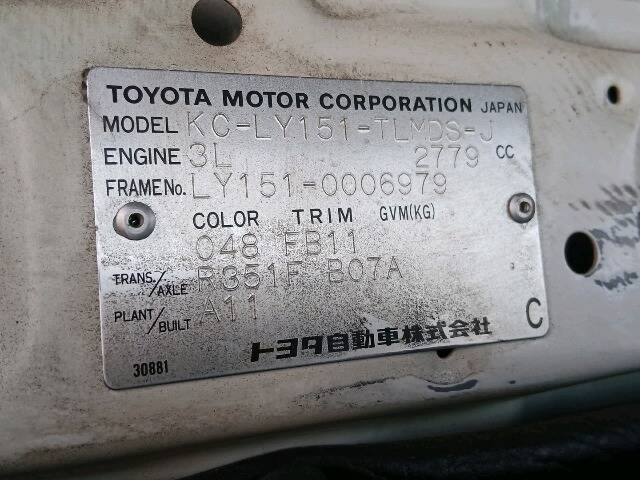 TOYOTA MOTOR CORPORATION JAPAN
MODEL KC-LY151-TLMDS-J
ENGINE 3L 2779 CC
FRAME No. LY151-0006979
COLOR TRIM GVM(KG)
048 FB11
TRANS./AXLE R351F B07A
PLANT/BUILT A11
トヨタ自動車株式会社 C
30881